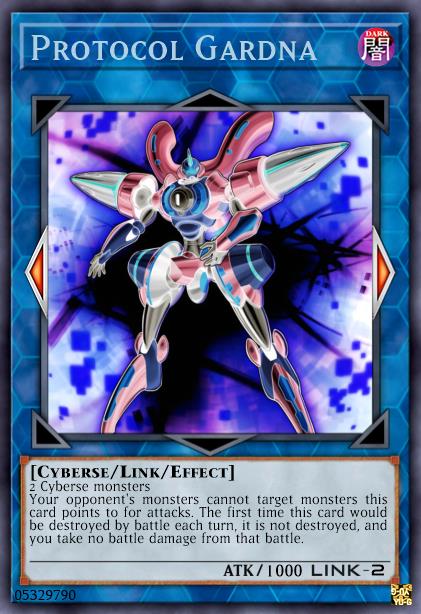 PROTOCOL GARDNA
DARK
闇
[CYBERSE/LINK/EFFECT]
2 Cyberse monsters
Your opponent's monsters cannot target monsters this
card points to for attacks. The first time this card would
be destroyed by battle each turn, it is not destroyed, and
you take no battle damage from that battle.
ATK/1000 LINK-2
05329790